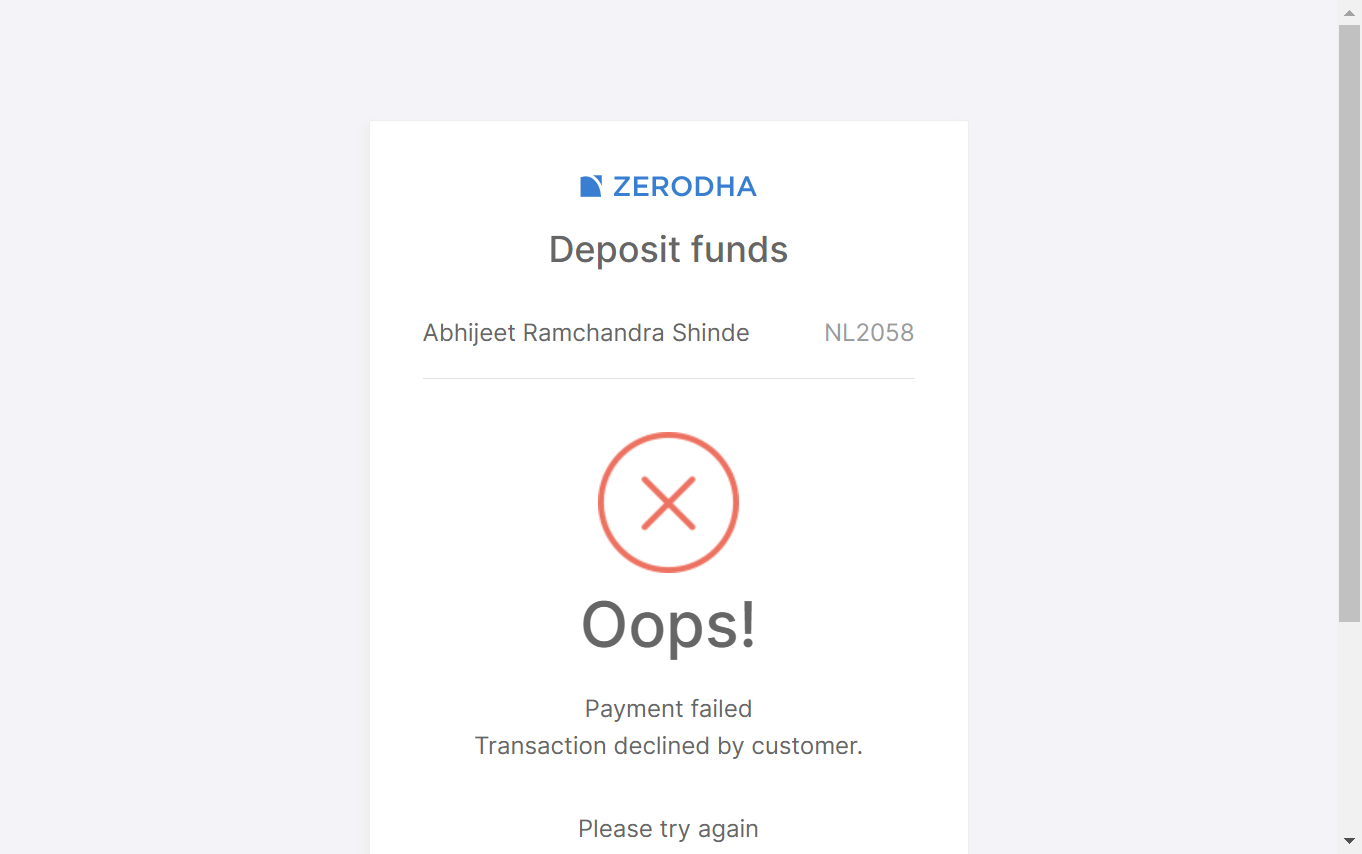 ZERODHA
Deposit funds
Abhijeet Ramchandra Shinde NL2058
Oops!
Payment failed
Transaction declined by customer.
Please try again